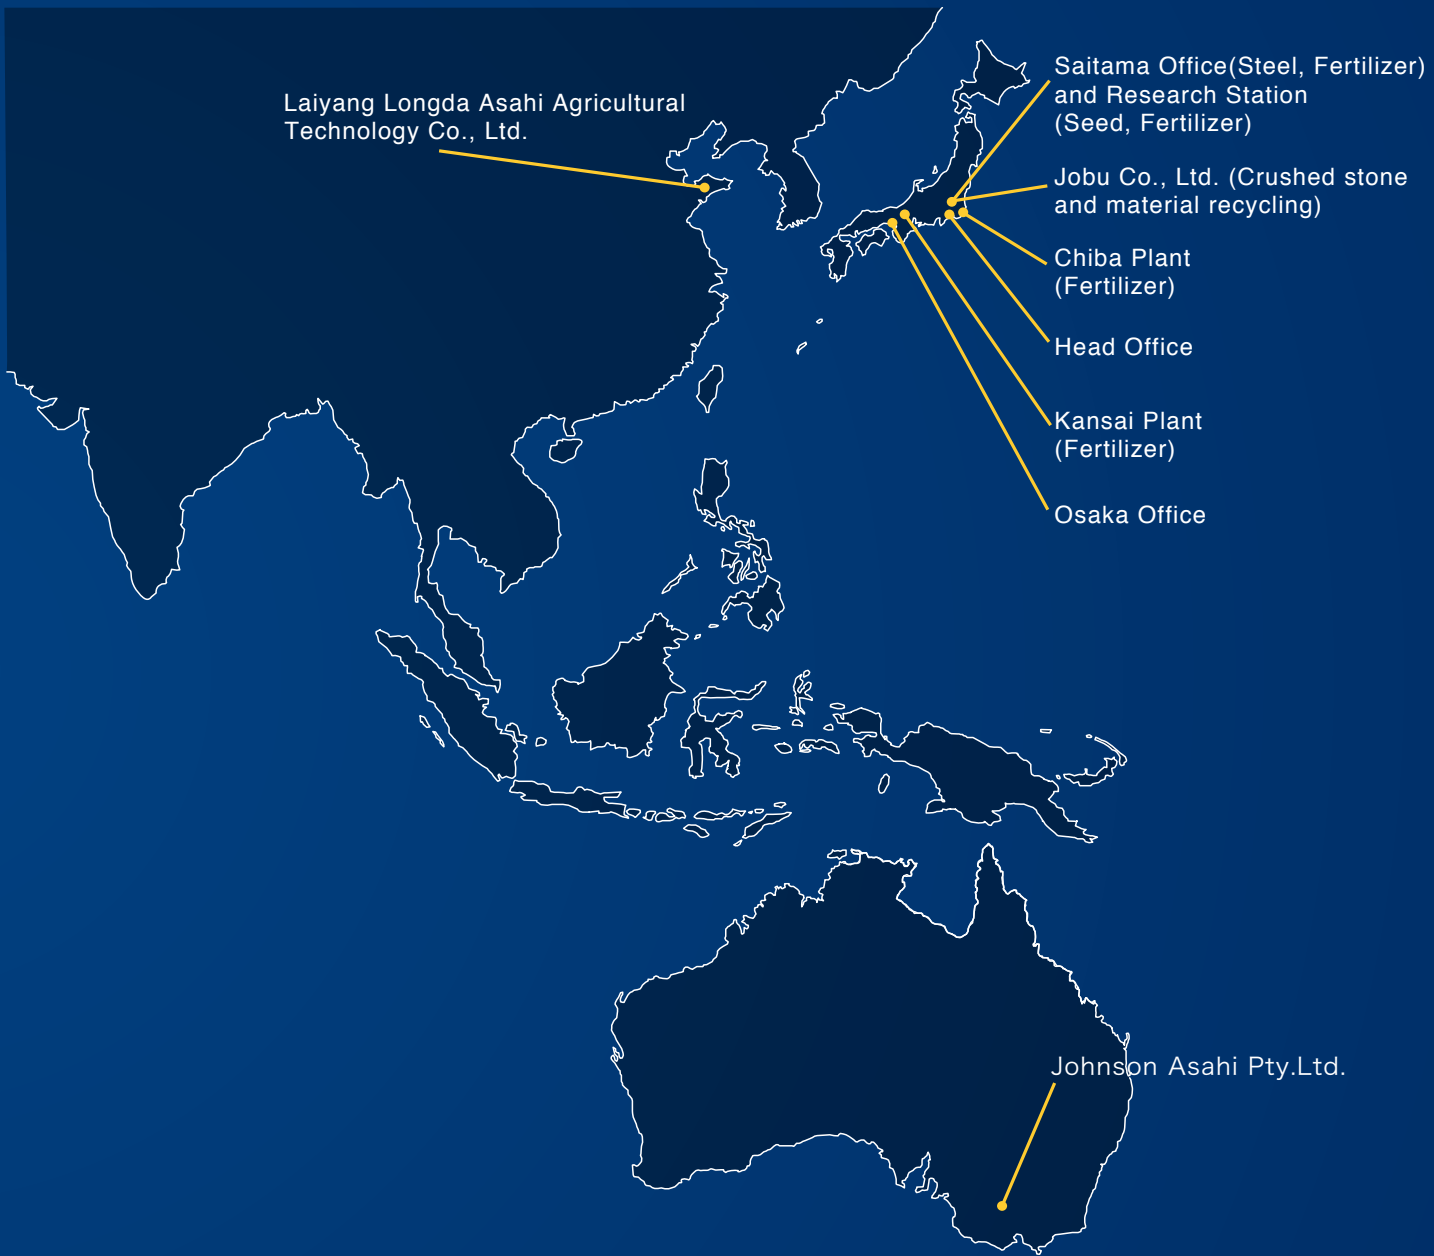 Laiyang Longda Asahi Agricultural
Technology Co., Ltd.
Saitama Office(Steel, Fertilizer)
and Research Station
(Seed, Fertilizer)
Jobu Co., Ltd. (Crushed stone
and material recycling)
Chiba Plant
(Fertilizer)
Head Office
Kansai Plant
(Fertilizer)
Osaka Office
Johnson Asahi Pty.Ltd.